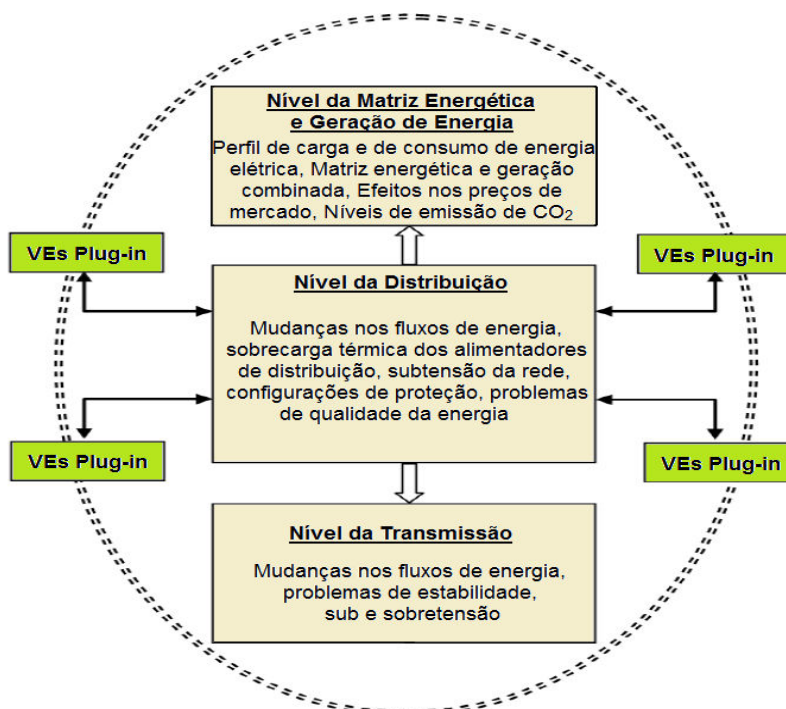 Nível da Matriz Energética
e Geração de Energia
Perfil de carga e de consumo de energia
elétrica, Matriz energética e geração
combinada, Efeitos nos preços de
mercado, Níveis de emissão de CO₂
VEs Plug-in
VEs Plug-in
Nível da Distribuição
Mudanças nos fluxos de energia,
sobrecarga térmica dos alimentadores
de distribuição, subtensão da rede,
configurações de proteção, problemas
de qualidade da energia
VEs Plug-in
VEs Plug-in
Nível da Transmissão
Mudanças nos fluxos de energia,
problemas de estabilidade,
sub e sobretensão